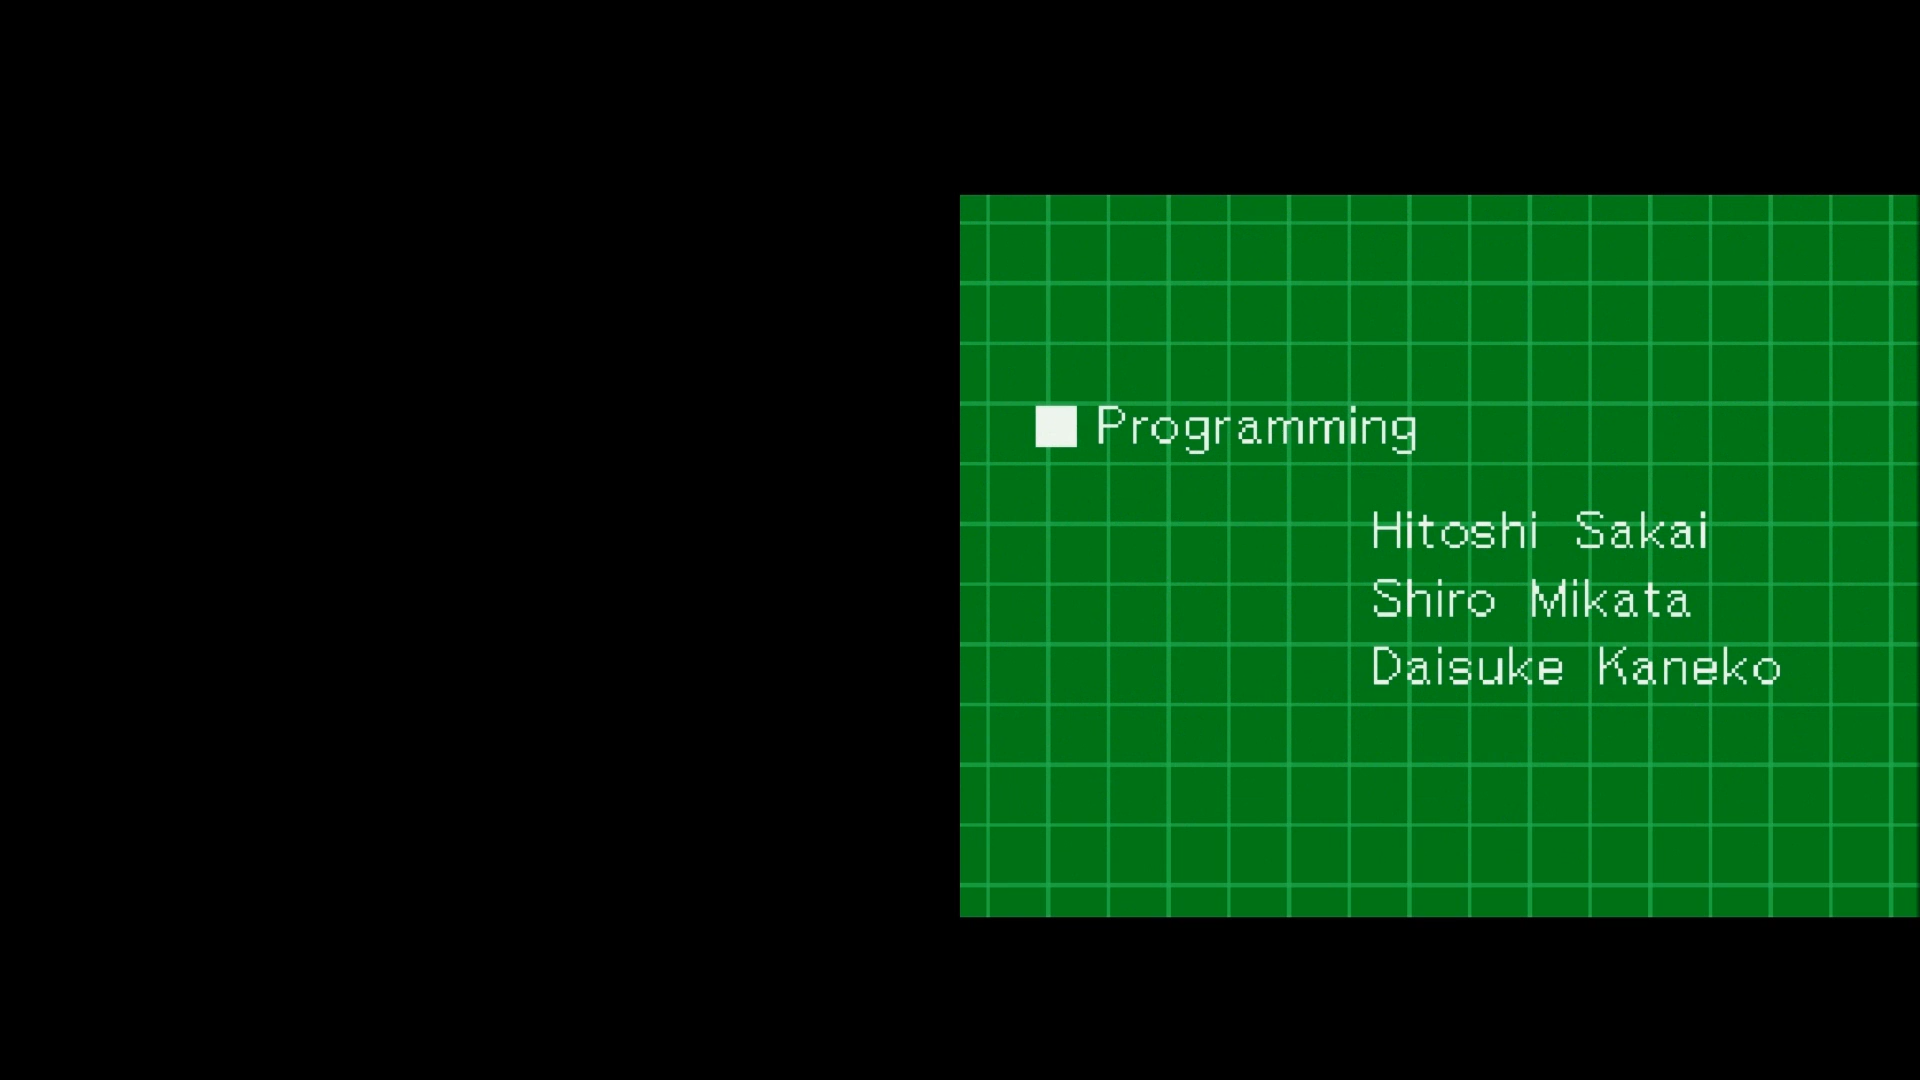 ■ Programming
Hitoshi Sakai
Shiro Mikata
Daisuke Kaneko